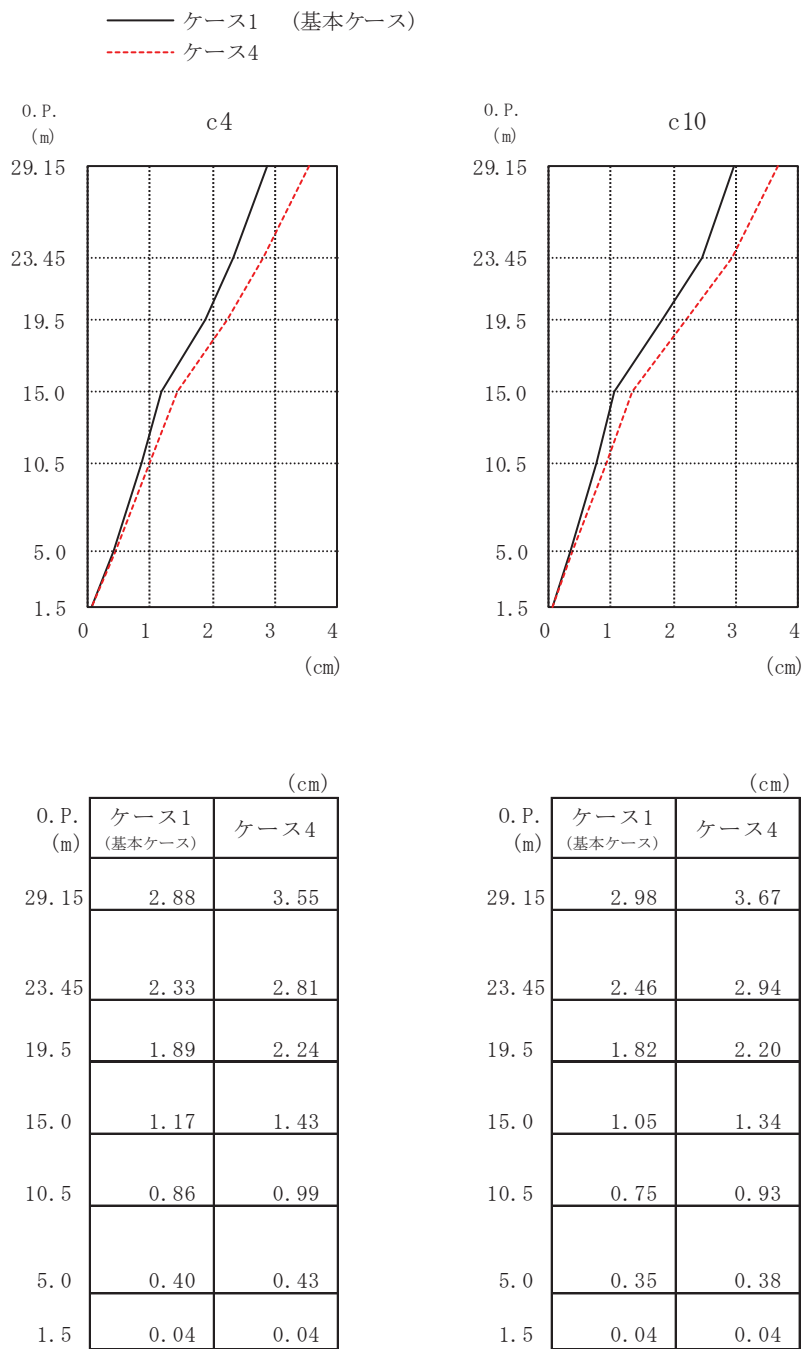 ケース1 (基本ケース)
ケース4
O.P.
(m)
c4
29.15
23.45
19.5
15.0
10.5
5.0
1.5
0 1 2 3 4
(cm)
O.P.
(m)
c10
29.15
23.45
19.5
15.0
10.5
5.0
1.5
0 1 2 3 4
(cm)
(cm)
O.P. ケース1 ケース4
(m) (基本ケース)
29.15 2.88 3.55
23.45 2.33 2.81
19.5 1.89 2.24
15.0 1.17 1.43
10.5 0.86 0.99
5.0 0.40 0.43
1.5 0.04 0.04
(cm)
O.P. ケース1 ケース4
(m) (基本ケース)
29.15 2.98 3.67
23.45 2.46 2.94
19.5 1.82 2.20
15.0 1.05 1.34
10.5 0.75 0.93
5.0 0.35 0.38
1.5 0.04 0.04